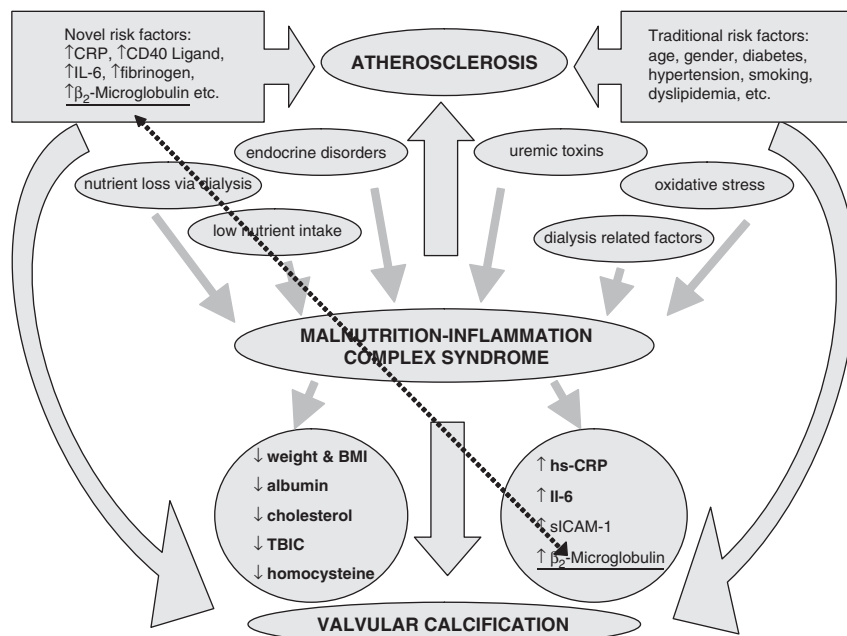 Novel risk factors:
↑CRP, ↑CD40 Ligand,
↑IL-6, ↑fibrinogen,
↑β₂-Microglobulin etc.
ATHEROSCLEROSIS
Traditional risk factors:
age, gender, diabetes,
hypertension, smoking,
dyslipidemia, etc.
endocrine disorders
uremic toxins
nutrient loss via dialysis
oxidative stress
low nutrient intake
dialysis related factors
MALNUTRITION-INFLAMMATION
COMPLEX SYNDROME
↓ weight & BMI
↓ albumin
↓ cholesterol
↓ TBIC
↓ homocysteine
↑ hs-CRP
↑ Il-6
↑ sICAM-1
↑ β₂-Microglobulin
VALVULAR CALCIFICATION